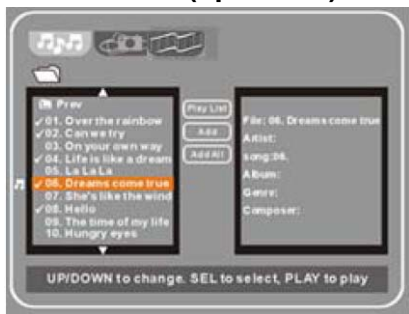 Prev
✓01. Over the rainbow
✓02. Can we try
03. On your own way
✓04. Life is like a dream
05. La La La
✓06. Dreams come true
07. She's like the wind
✓08. Hello
09. The time of my life
10. Hungry eyes
Play List
Add
Add All
File: 06. Dreams come true
Artist:
song:06.
Album:
Genre:
Composer:
UP/DOWN to change. SEL to select, PLAY to play